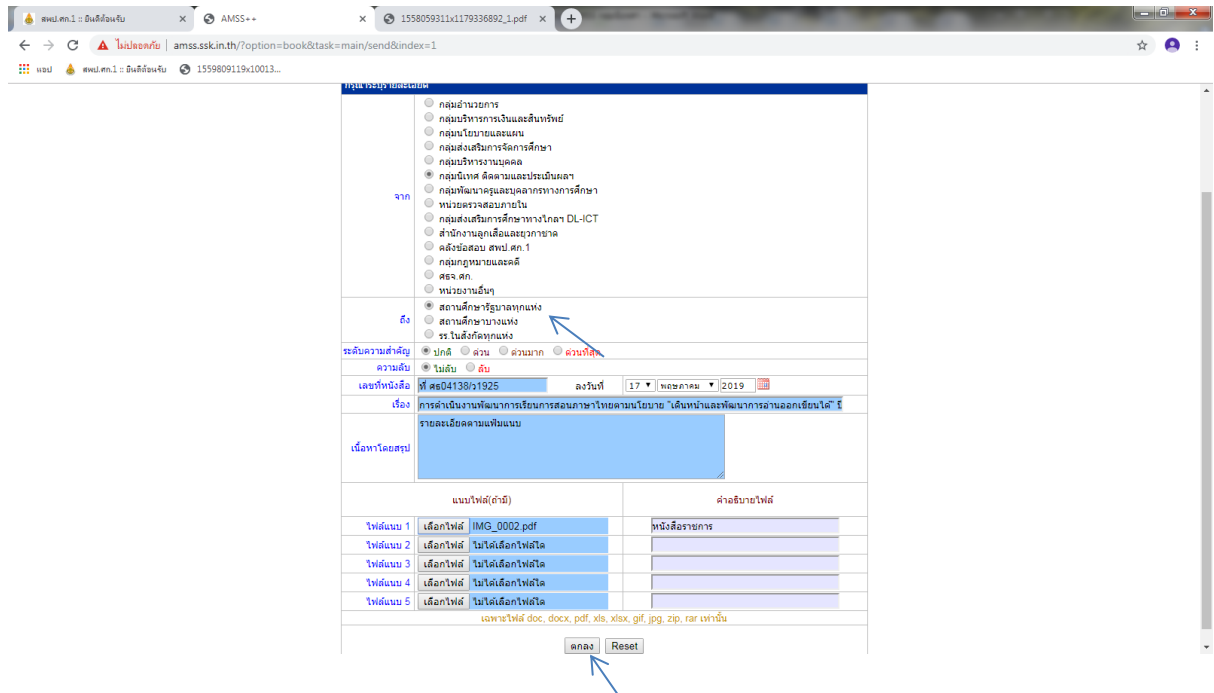 สพป.ศก.1 :: ยินดีต้อนรับ
AMSS++
1558059311x1179336892_1.pdf
ไม่ปลอดภัย
amss.ssk.in.th/?option=book&task=main/send&index=1
แอป
สพป.ศก.1 :: ยินดีต้อนรับ
1559809119x10013...
กรุณาระบุรายละเอียด
จาก
กลุ่มอำนวยการ
กลุ่มบริหารการเงินและสินทรัพย์
กลุ่มนโยบายและแผน
กลุ่มส่งเสริมการจัดการศึกษา
กลุ่มบริหารงานบุคคล
กลุ่มนิเทศ ติดตามและประเมินผลฯ
กลุ่มพัฒนาครูและบุคลากรทางการศึกษา
หน่วยตรวจสอบภายใน
กลุ่มส่งเสริมการศึกษาทางไกลฯ DL-ICT
สำนักงานลูกเสือและยุวกาชาด
คลังข้อสอบ สพป.ศก.1
กลุ่มกฎหมายและคดี
ศธจ.ศก.
หน่วยงานอื่นๆ
ถึง
สถานศึกษารัฐบาลทุกแห่ง
สถานศึกษาบางแห่ง
รร.ในสังกัดทุกแห่ง
ระดับความสำคัญ ปกติ ด่วน ด่วนมาก ด่วนที่สุด
ความลับ ไม่ลับ ลับ
เลขที่หนังสือ ที่ ศธ04138/ว1925 ลงวันที่ 17 พฤษภาคม 2019
เรื่อง การดำเนินงานพัฒนาการเรียนการสอนภาษาไทยตามนโยบาย "เดินหน้าและพัฒนาการอ่านออกเขียนได้" ปี
เนื้อหาโดยสรุป รายละเอียดตามแฟ้มแนบ
แนบไฟล์(ถ้ามี) คำอธิบายไฟล์
ไฟล์แนบ 1 เลือกไฟล์ IMG_0002.pdf หนังสือราชการ
ไฟล์แนบ 2 เลือกไฟล์ ไม่ได้เลือกไฟล์ใด
ไฟล์แนบ 3 เลือกไฟล์ ไม่ได้เลือกไฟล์ใด
ไฟล์แนบ 4 เลือกไฟล์ ไม่ได้เลือกไฟล์ใด
ไฟล์แนบ 5 เลือกไฟล์ ไม่ได้เลือกไฟล์ใด
เฉพาะไฟล์ doc, docx, pdf, xls, xlsx, gif, jpg, zip, rar เท่านั้น
ตกลง Reset